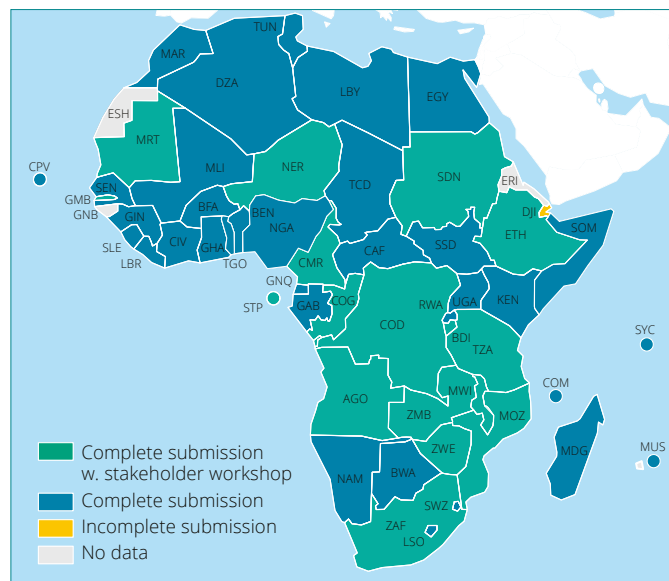 TUN
MAR
DZA
LBY
EGY
ESH
MRT
CPV
MLI
NER
TCD
SDN
ERI
SEN
GMB
GNB
GIN
BFA
BEN
NGA
DJI
SOM
ETH
SLE
LBR
CIV
GHA
TGO
CMR
CAF
SSD
GNQ
STP
GAB
COG
COD
RWA
UGA
KEN
BDI
TZA
SYC
AGO
MWI
COM
ZMB
MOZ
ZWE
MDG
MUS
NAM
BWA
SWZ
ZAF
LSO
Complete submission
w. stakeholder workshop
Complete submission
Incomplete submission
No data